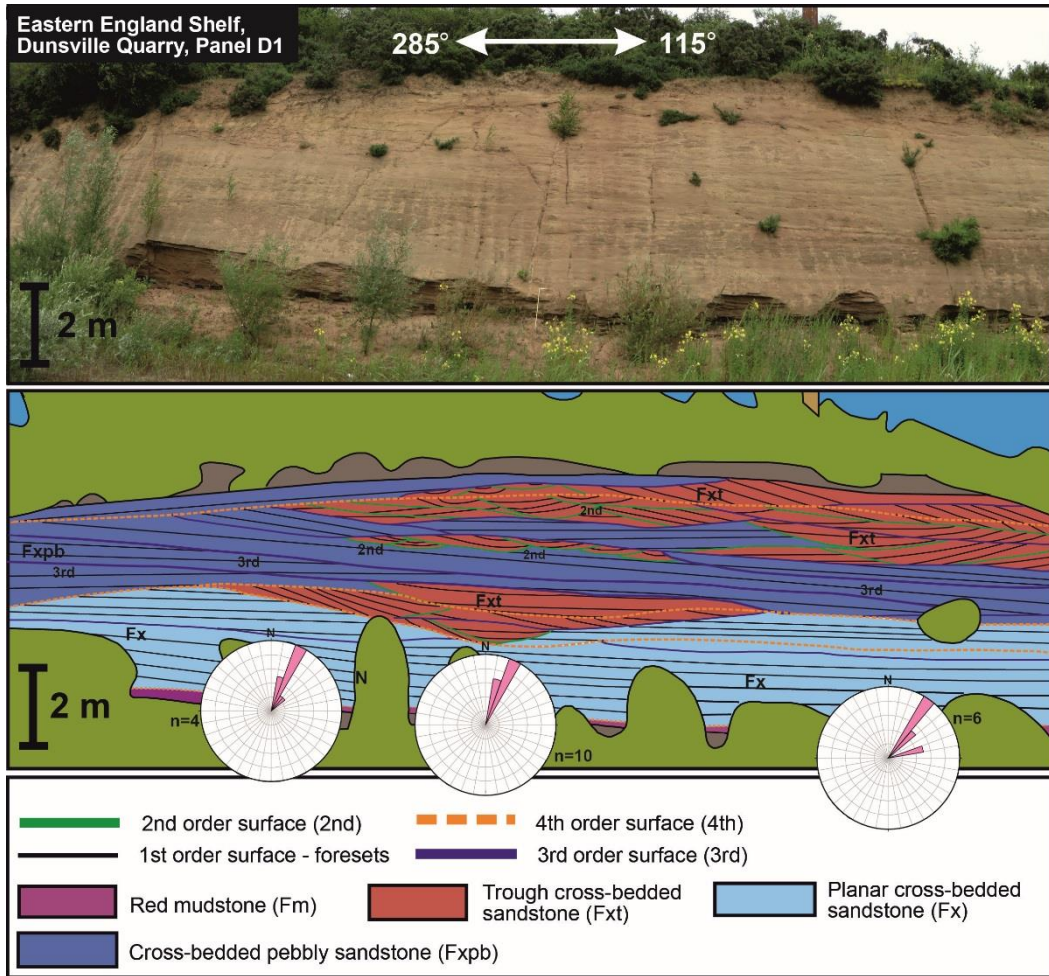 Eastern England Shelf,
Dunsville Quarry, Panel D1
285° 115°
2 m
Fxt
2nd
Fxpb
2nd
2nd
Fxt
3rd
3rd
3rd
Fxt
Fx
N
N
N
N
Fx
2 m
n=4
n=10
n=6
2nd order surface (2nd)
4th order surface (4th)
1st order surface - foresets
3rd order surface (3rd)
Red mudstone (Fm)
Trough cross-bedded
sandstone (Fxt)
Planar cross-bedded
sandstone (Fx)
Cross-bedded pebbly sandstone (Fxpb)